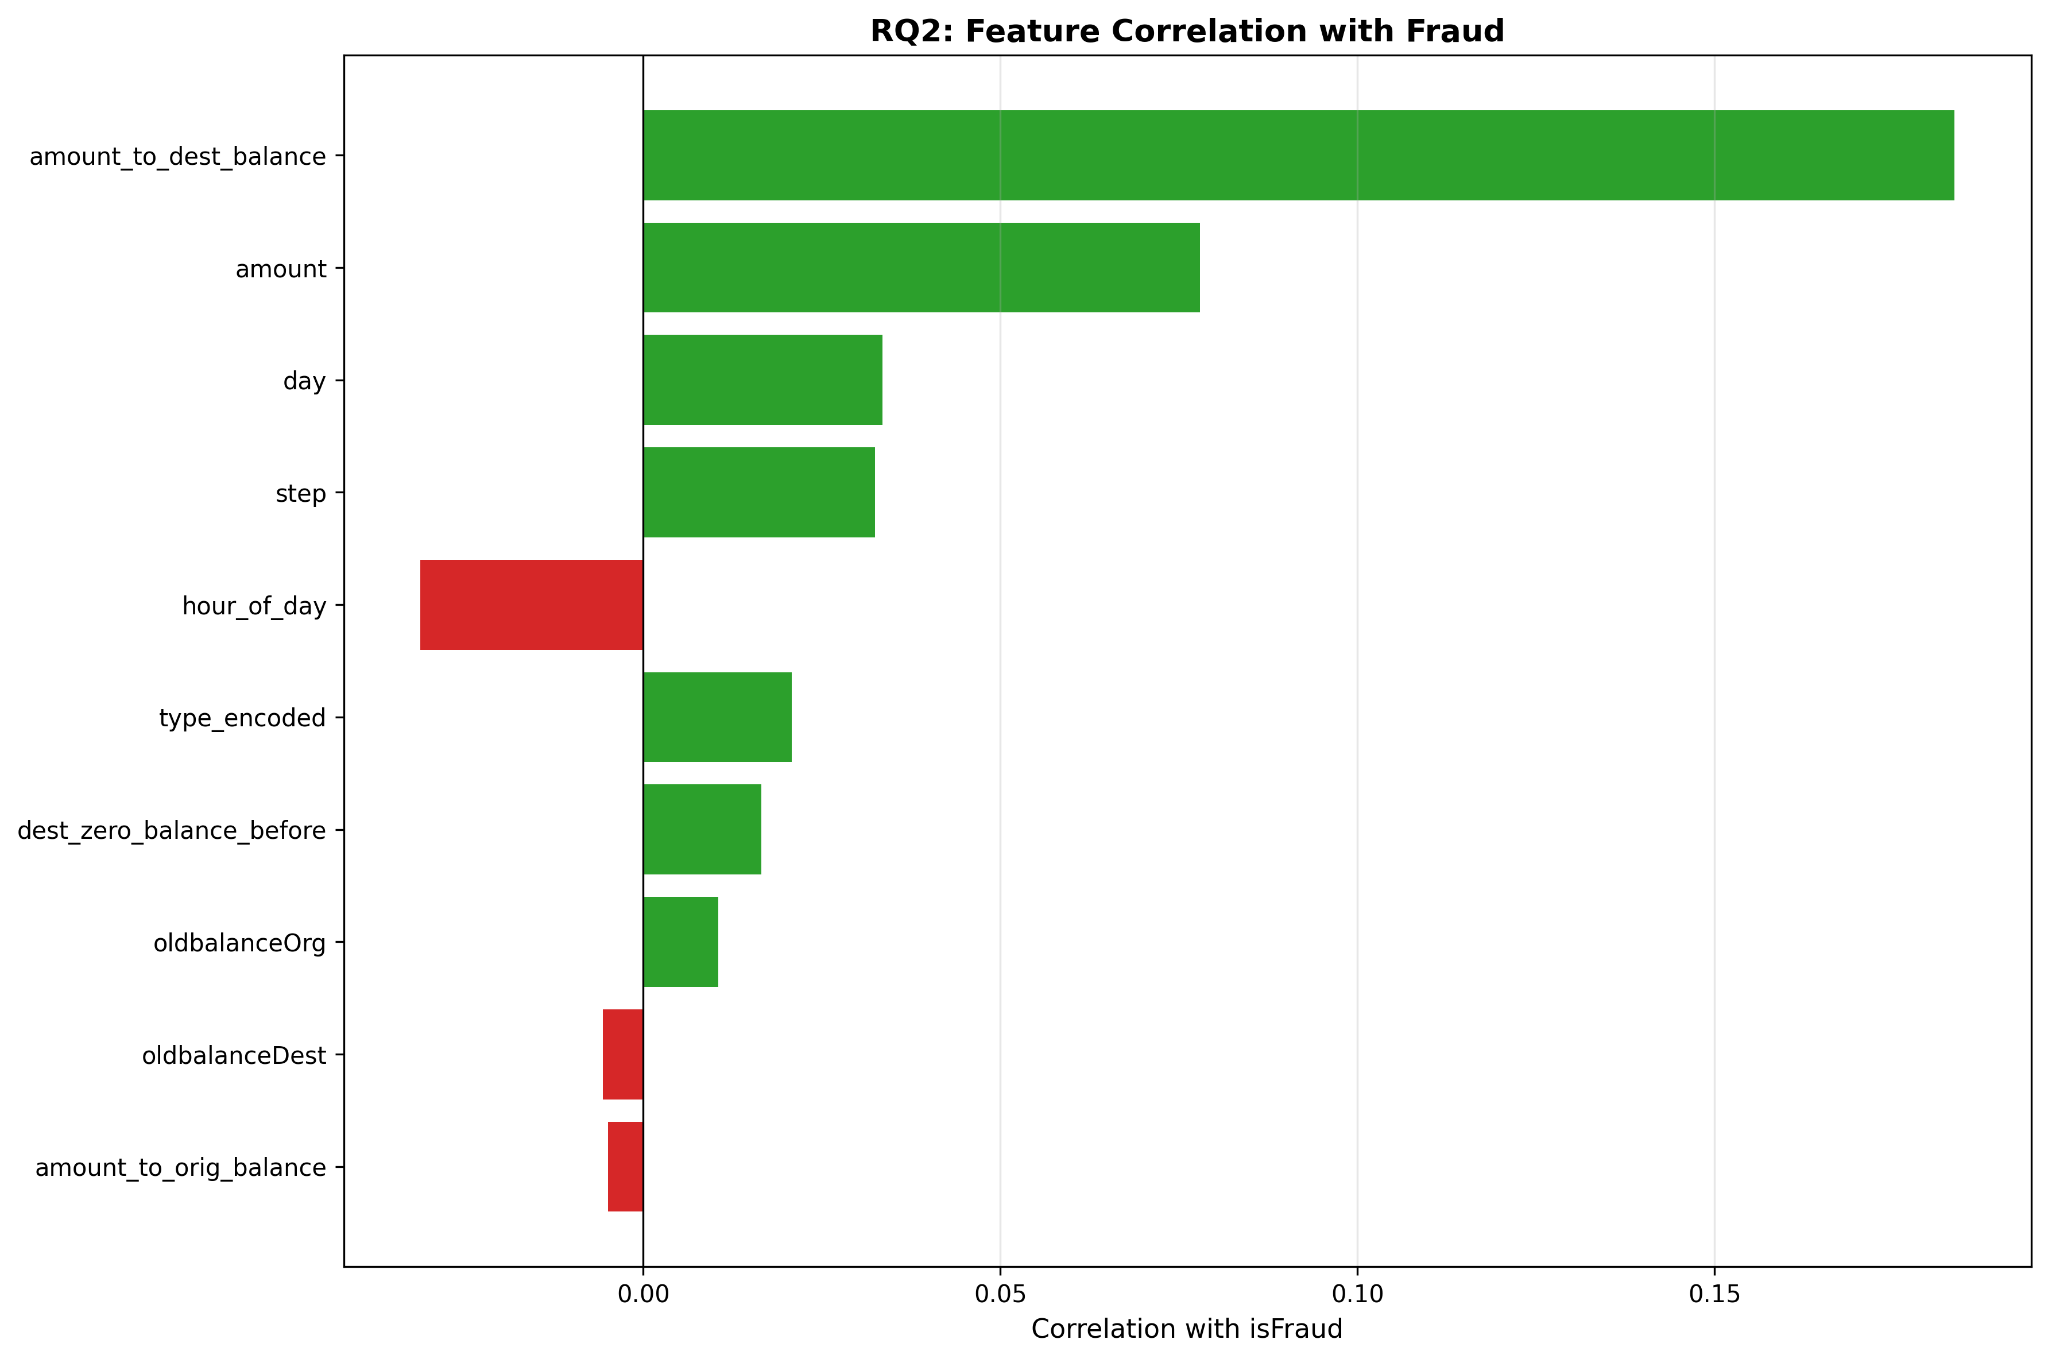 RQ2: Feature Correlation with Fraud
amount_to_dest_balance
amount
day
step
hour_of_day
type_encoded
dest_zero_balance_before
oldbalanceOrg
oldbalanceDest
amount_to_orig_balance
0.00 0.05 0.10 0.15
Correlation with isFraud